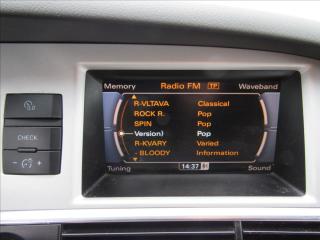 Memory Radio FM TP Waveband
R-VLTAVA Classical
ROCK R. Pop
SPIN Pop
Version) Pop
R-KVARY Varied
- BLOODY Information
Tuning 14:37 Sound
CHECK
- +